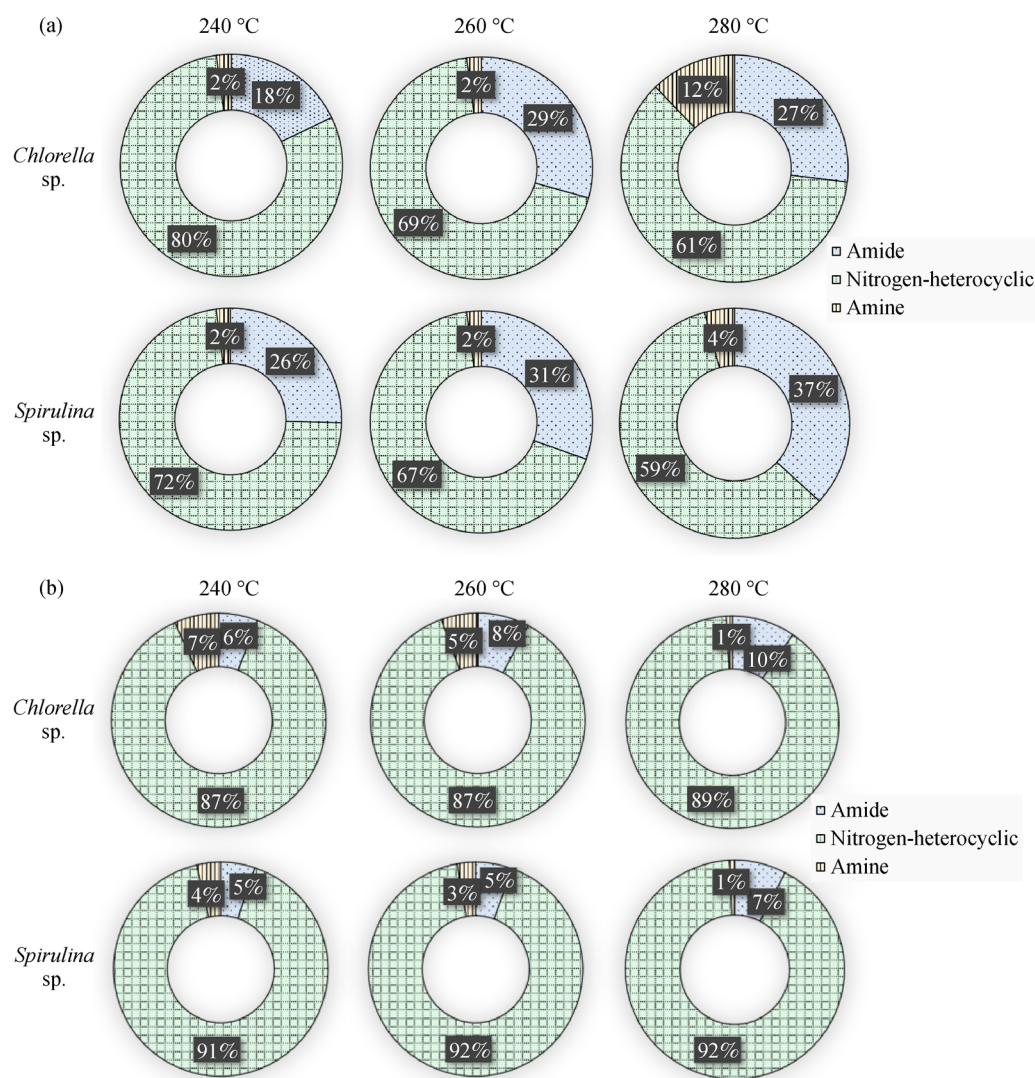 (a)
240 °C
260 °C
280 °C
Chlorella
sp.
2%
18%
80%
2%
29%
69%
12%
27%
61%
Amide
Nitrogen-heterocyclic
Amine
Spirulina
sp.
2%
26%
72%
2%
31%
67%
4%
37%
59%
(b)
240 °C
260 °C
280 °C
Chlorella
sp.
7%
6%
87%
5%
8%
87%
1%
10%
89%
Amide
Nitrogen-heterocyclic
Amine
Spirulina
sp.
4%
5%
91%
3%
5%
92%
1%
7%
92%